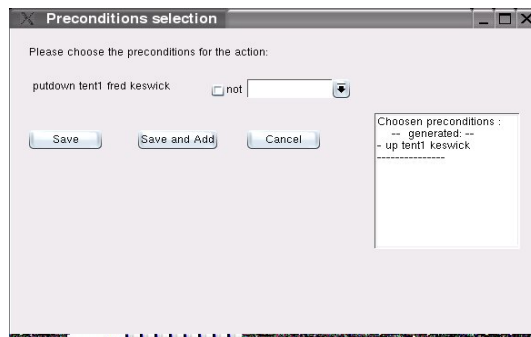 Preconditions selection
Please choose the preconditions for the action:
putdown tent1 fred keswick
not
Save
Save and Add
Cancel
Choosen preconditions :
-- generated: --
- up tent1 keswick
---------------